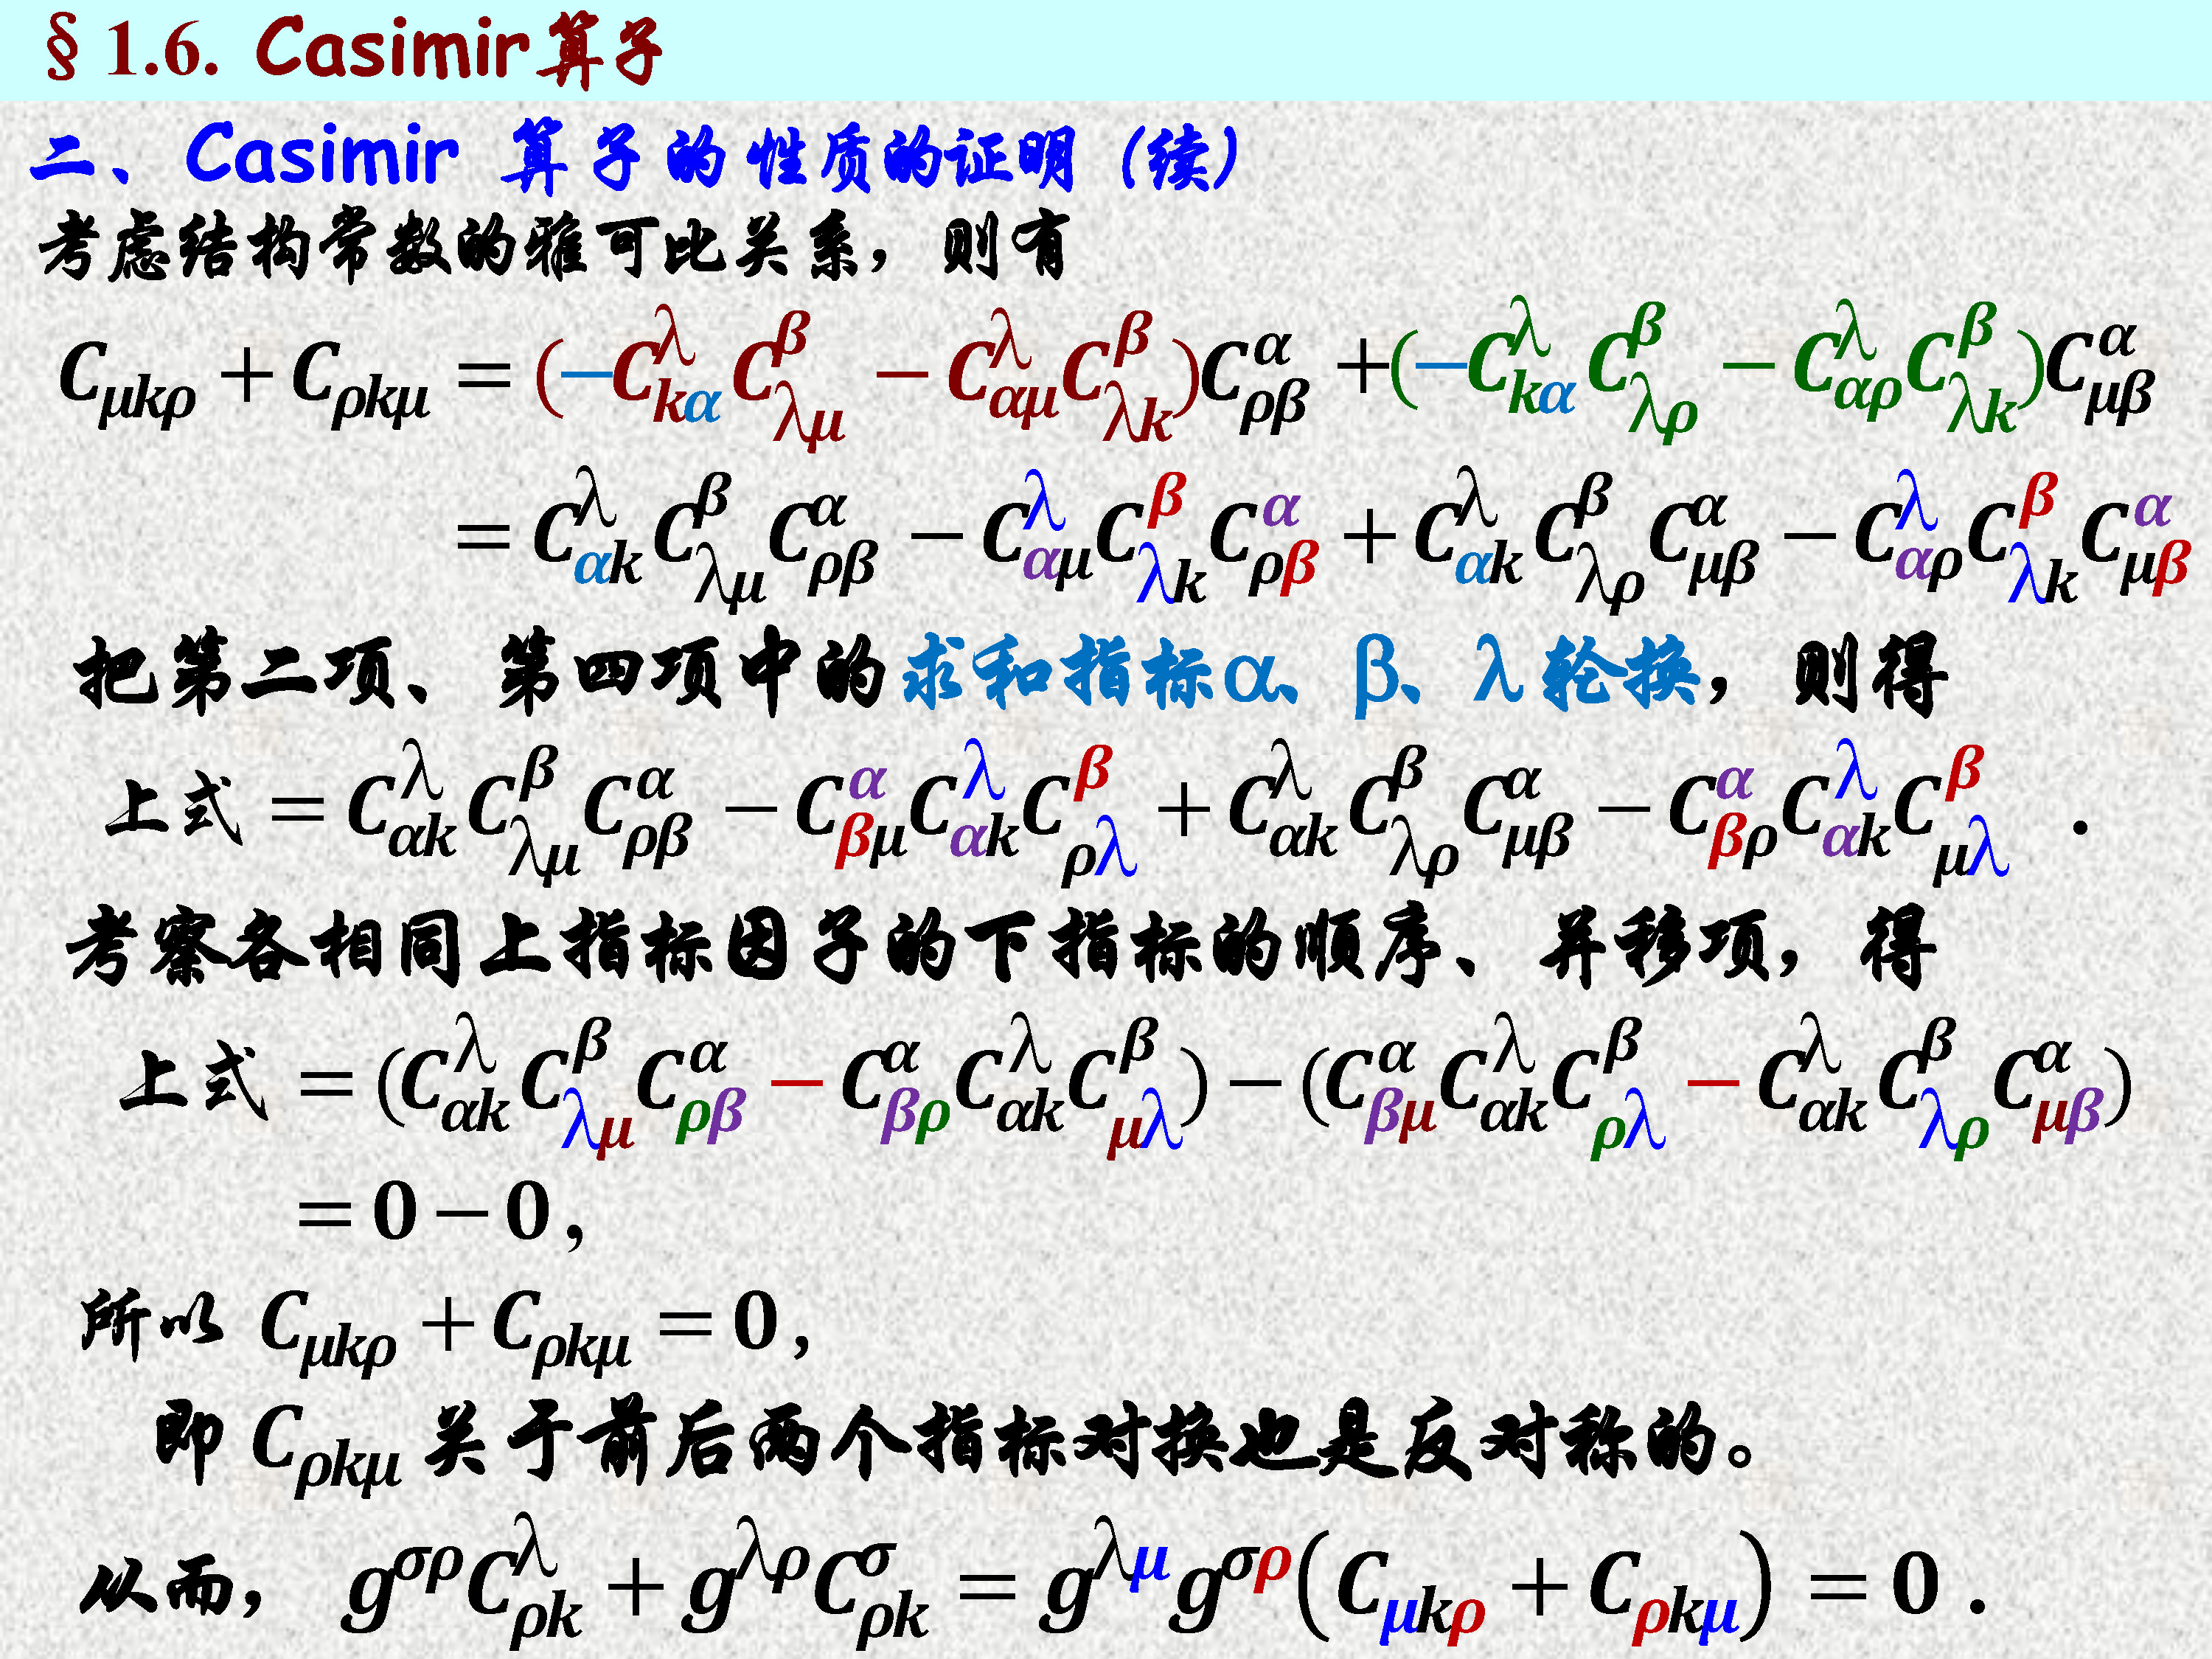 §1.6. Casimir算子
二、Casimir 算子的性质的证明（续）
考虑结构常数的雅可比关系，则有
$C_{\mu k\rho} + C_{\rho k\mu} = (-C_{k\alpha}^{\lambda} C_{\lambda\mu}^{\beta} - C_{\alpha\mu}^{\lambda} C_{\lambda k}^{\beta}) C_{\rho\beta}^{\alpha} + (-C_{k\alpha}^{\lambda} C_{\lambda\rho}^{\beta} - C_{\alpha\rho}^{\lambda} C_{\lambda k}^{\beta}) C_{\mu\beta}^{\alpha}$
$= C_{\alpha k}^{\lambda} C_{\lambda\mu}^{\beta} C_{\rho\beta}^{\alpha} - C_{\alpha\mu}^{\lambda} C_{\lambda k}^{\beta} C_{\rho\beta}^{\alpha} + C_{\alpha k}^{\lambda} C_{\lambda\rho}^{\beta} C_{\mu\beta}^{\alpha} - C_{\alpha\rho}^{\lambda} C_{\lambda k}^{\beta} C_{\mu\beta}^{\alpha}$
把第二项、第四项中的求和指标α、β、λ轮换，则得
上式 $= C_{\alpha k}^{\lambda} C_{\lambda\mu}^{\beta} C_{\rho\beta}^{\alpha} - C_{\beta\mu}^{\alpha} C_{\alpha k}^{\lambda} C_{\rho\lambda}^{\beta} + C_{\alpha k}^{\lambda} C_{\lambda\rho}^{\beta} C_{\mu\beta}^{\alpha} - C_{\beta\rho}^{\alpha} C_{\alpha k}^{\lambda} C_{\mu\lambda}^{\beta}$ .
考察各相同上指标因子的下指标的顺序、并移项，得
上式 $= (C_{\alpha k}^{\lambda} C_{\lambda\mu}^{\beta} C_{\rho\beta}^{\alpha} - C_{\beta\rho}^{\alpha} C_{\alpha k}^{\lambda} C_{\mu\lambda}^{\beta}) - (C_{\beta\mu}^{\alpha} C_{\alpha k}^{\lambda} C_{\rho\lambda}^{\beta} - C_{\alpha k}^{\lambda} C_{\lambda\rho}^{\beta} C_{\mu\beta}^{\alpha})$
$= 0 - 0 ,$
所以 $C_{\mu k\rho} + C_{\rho k\mu} = 0 ,$
即 $C_{\rho k\mu}$ 关于前后两个指标对换也是反对称的。
从而， $g^{\sigma\rho} C_{\rho k}^{\lambda} + g^{\lambda\rho} C_{\rho k}^{\sigma} = g^{\lambda\mu} g^{\sigma\rho} (C_{\mu k\rho} + C_{\rho k\mu}) = 0 .$